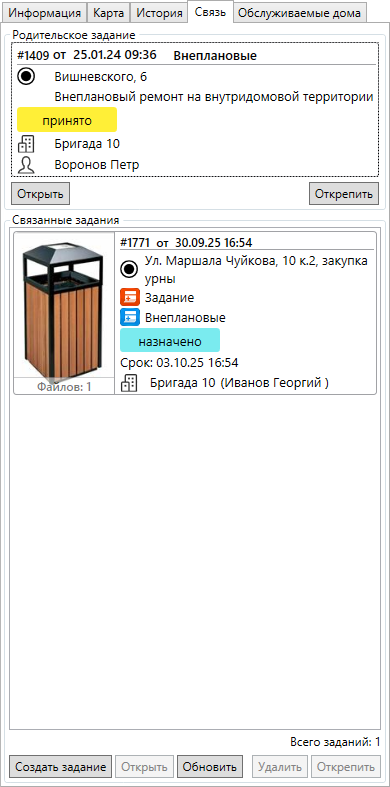 Информация Карта История Связь Обслуживаемые дома
Родительское задание
#1409 от 25.01.24 09:36 Внеплановые
Вишневского, 6
Внеплановый ремонт на внутридомовой территории
принято
Бригада 10
Воронов Петр
Открыть Открепить
Связанные задания
#1771 от 30.09.25 16:54
Ул. Маршала Чуйкова, 10 к.2, закупка
урны
Задание
Внеплановые
назначено
Срок: 03.10.25 16:54
Файлов: 1
Бригада 10 (Иванов Георгий )
Всего заданий: 1
Создать задание Открыть Обновить Удалить Открепить